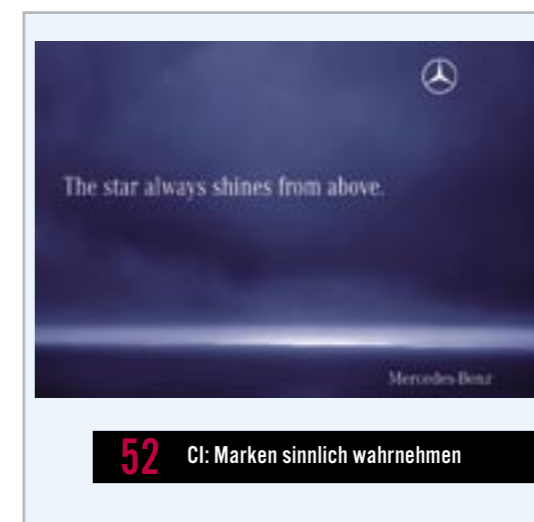 The star always shines from above.
Mercedes-Benz
52 CI: Marken sinnlich wahrnehmen